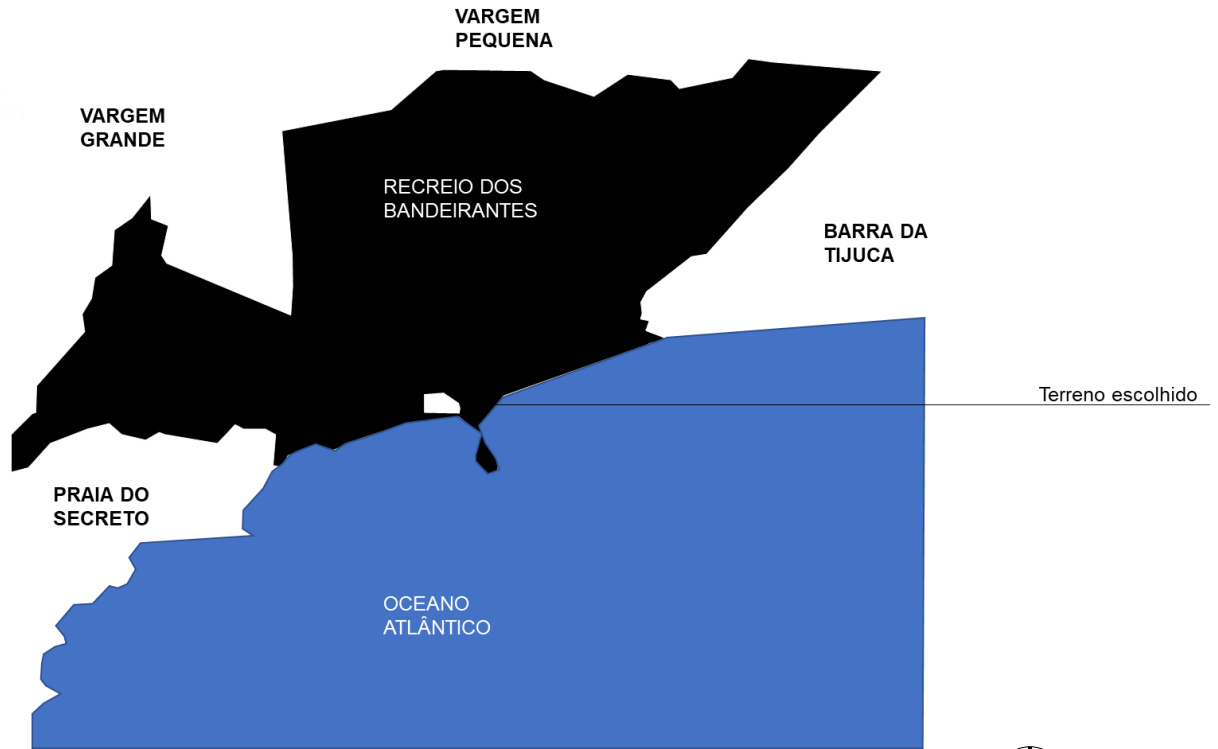 VARGEM
PEQUENA
VARGEM
GRANDE
RECREIO DOS
BANDEIRANTES
BARRA DA
TIJUCA
Terreno escolhido
PRAIA DO
SECRETO
OCEANO
ATLÂNTICO